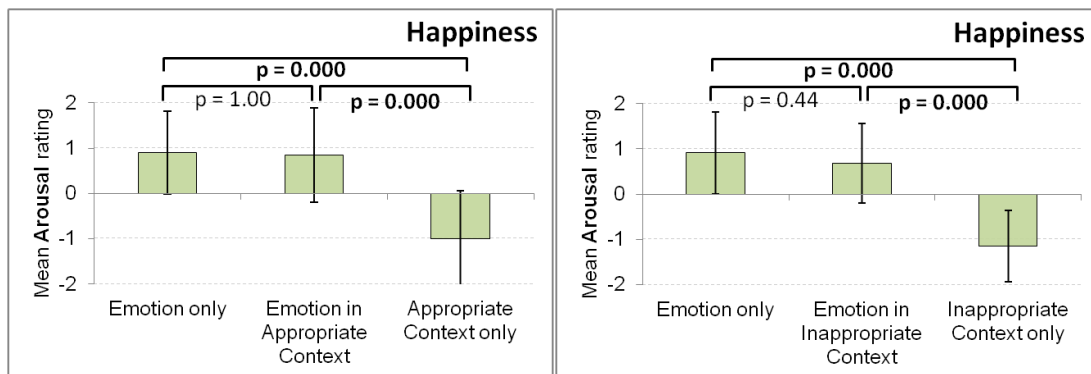 Happiness
p = 0.000
p = 1.00 p = 0.000
Mean Arousal rating
2
1
0
-1
-2
Emotion only
Emotion in
Appropriate
Context
Appropriate
Context only
Happiness
p = 0.000
p = 0.44 p = 0.000
Mean Arousal rating
2
1
0
-1
-2
Emotion only
Emotion in
Inappropriate
Context
Inappropriate
Context only